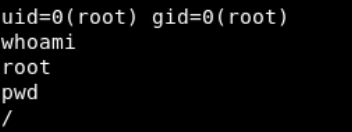 uid=0(root) gid=0(root)
whoami
root
pwd
/